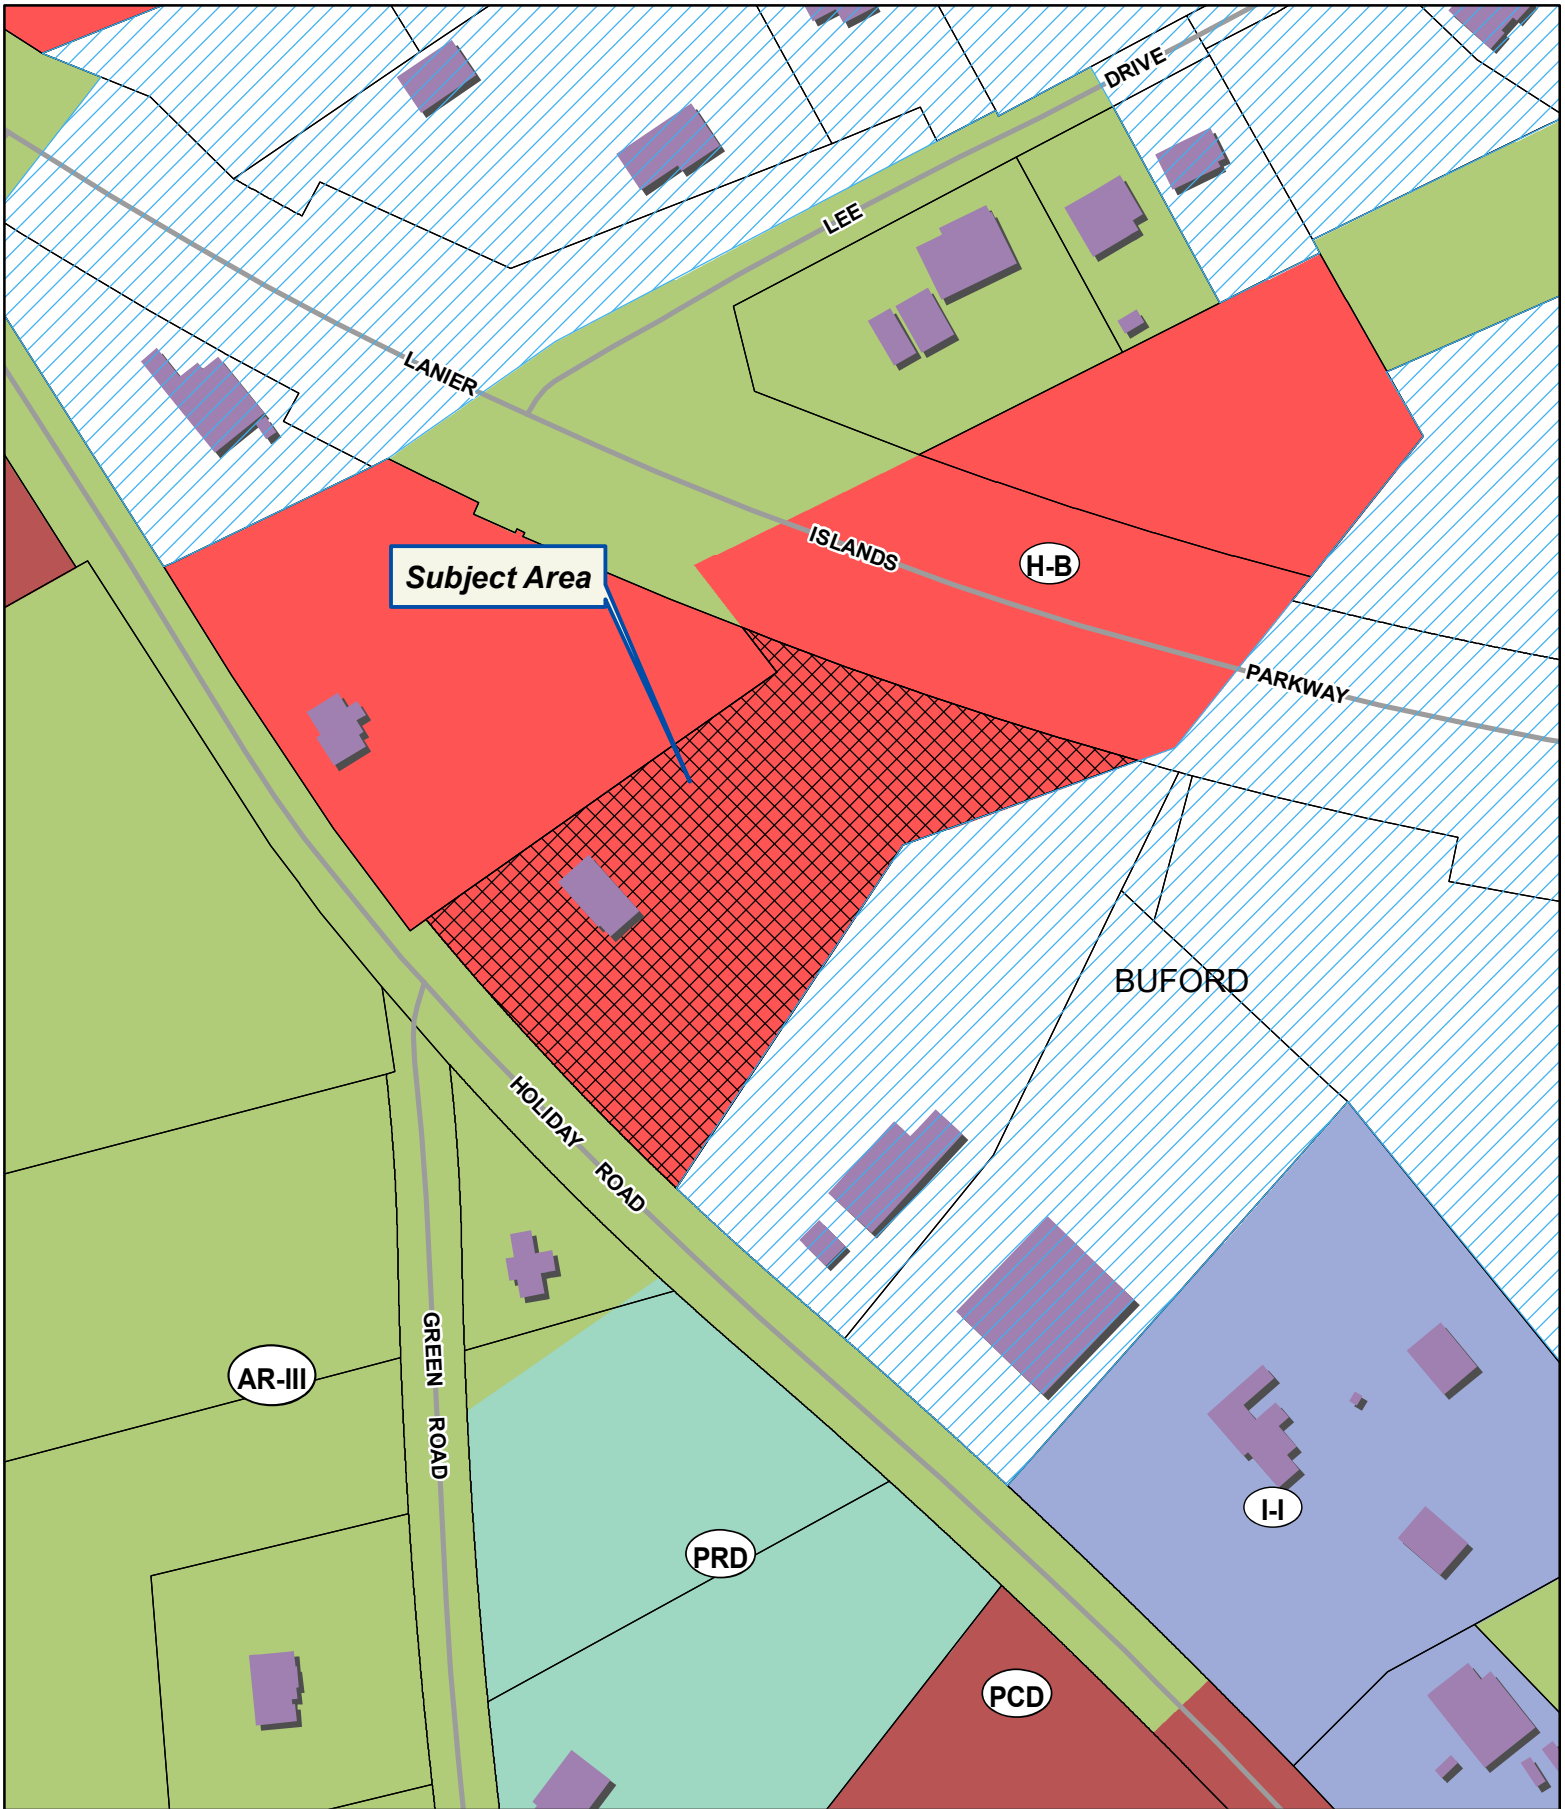 DRIVE
LEE
LANIER
ISLANDS
H-B
Subject Area
PARKWAY
BUFORD
HOLIDAY
ROAD
GREEN
AR-III
ROAD
I-I
PRD
PCD